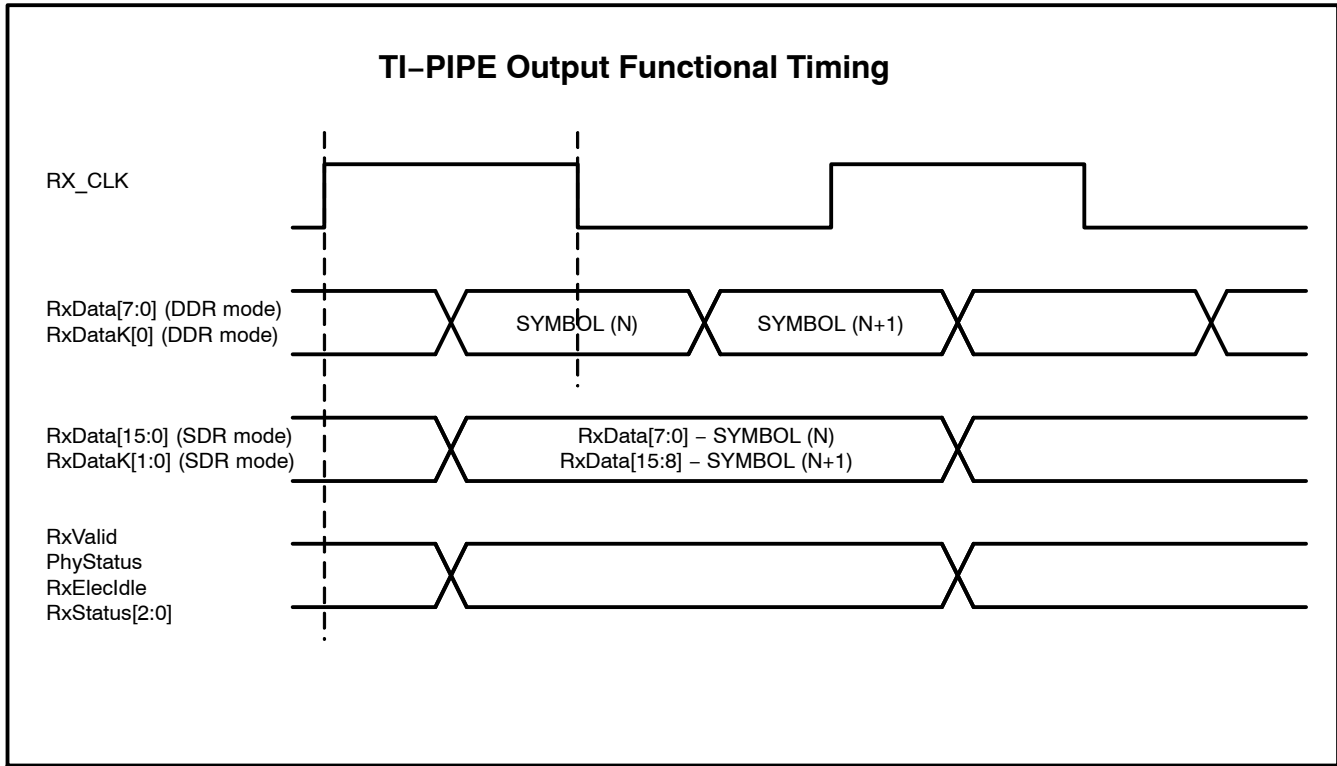 TI−PIPE Output Functional Timing
RX_CLK
RxData[7:0] (DDR mode)
RxDataK[0] (DDR mode)
SYMBOL (N)
SYMBOL (N+1)
RxData[15:0] (SDR mode)
RxDataK[1:0] (SDR mode)
RxData[7:0] − SYMBOL (N)
RxData[15:8] − SYMBOL (N+1)
RxValid
PhyStatus
RxElecIdle
RxStatus[2:0]